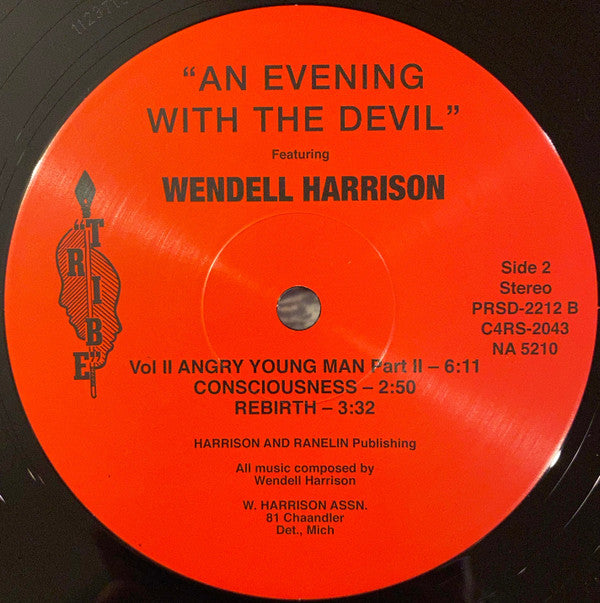 “AN EVENING
WITH THE DEVIL”
Featuring
WENDELL HARRISON
“TRIBE”
Side 2
Stereo
PRSD-2212 B
C4RS-2043
NA 5210
Vol II ANGRY YOUNG MAN Part II – 6:11
CONSCIOUSNESS – 2:50
REBIRTH – 3:32
HARRISON AND RANELIN Publishing
All music composed by
Wendell Harrison
W. HARRISON ASSN.
81 Chaandler
Det., Mich